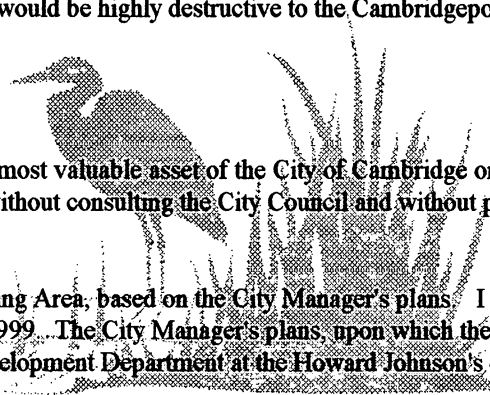 would be highly destructive to the Cambridgepo
most valuable asset of the City of Cambridge or
ithout consulting the City Council and without p
ng Area, based on the City Manager's plans. I
999. The City Manager's plans, upon which the
elopment Department at the Howard Johnson's